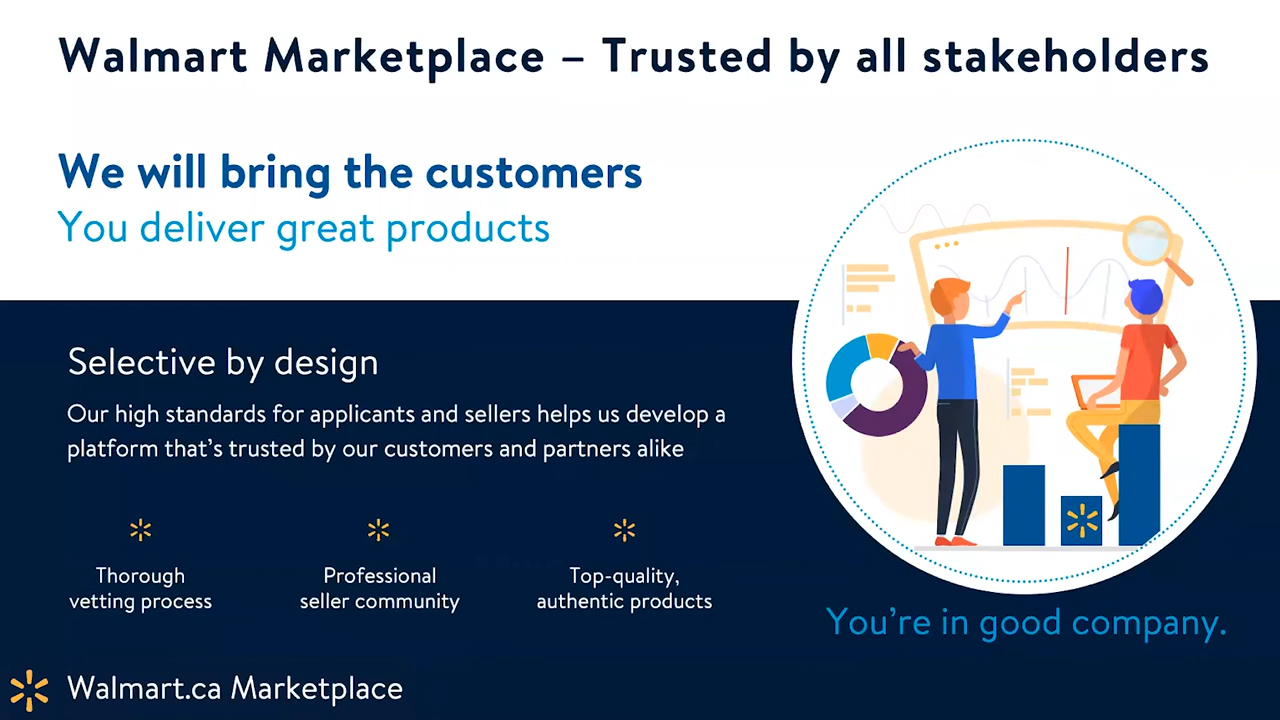 Walmart Marketplace – Trusted by all stakeholders
We will bring the customers
You deliver great products
Selective by design
Our high standards for applicants and sellers helps us develop a
platform that's trusted by our customers and partners alike
Thorough
vetting process
Professional
seller community
Top-quality,
authentic products
You're in good company.
Walmart.ca Marketplace